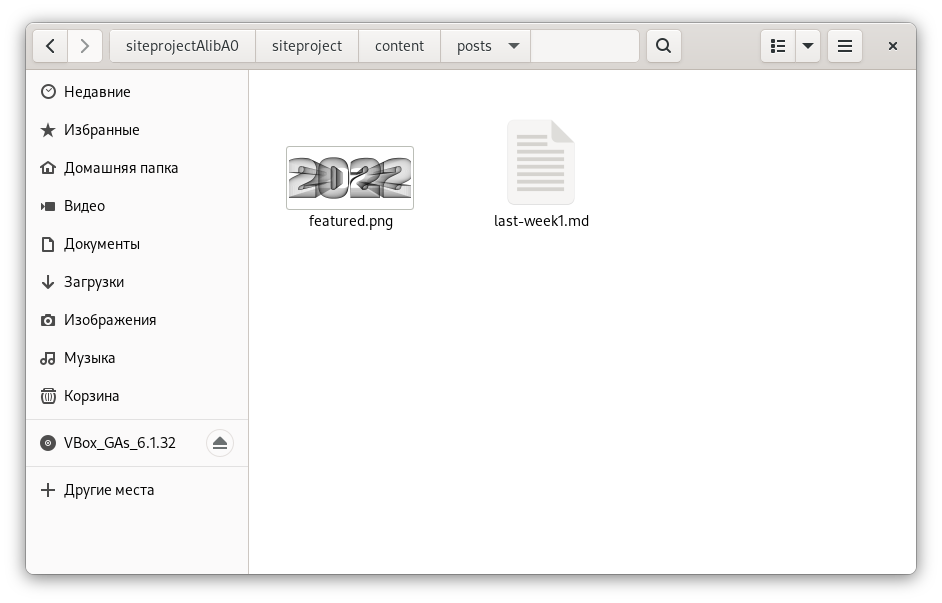 siteprojectAlibA0 siteproject content posts
Недавние
Избранные
Домашняя папка
Видео
Документы
Загрузки
Изображения
Музыка
Корзина
VBox_GAs_6.1.32
Другие места
2022
featured.png
last-week1.md